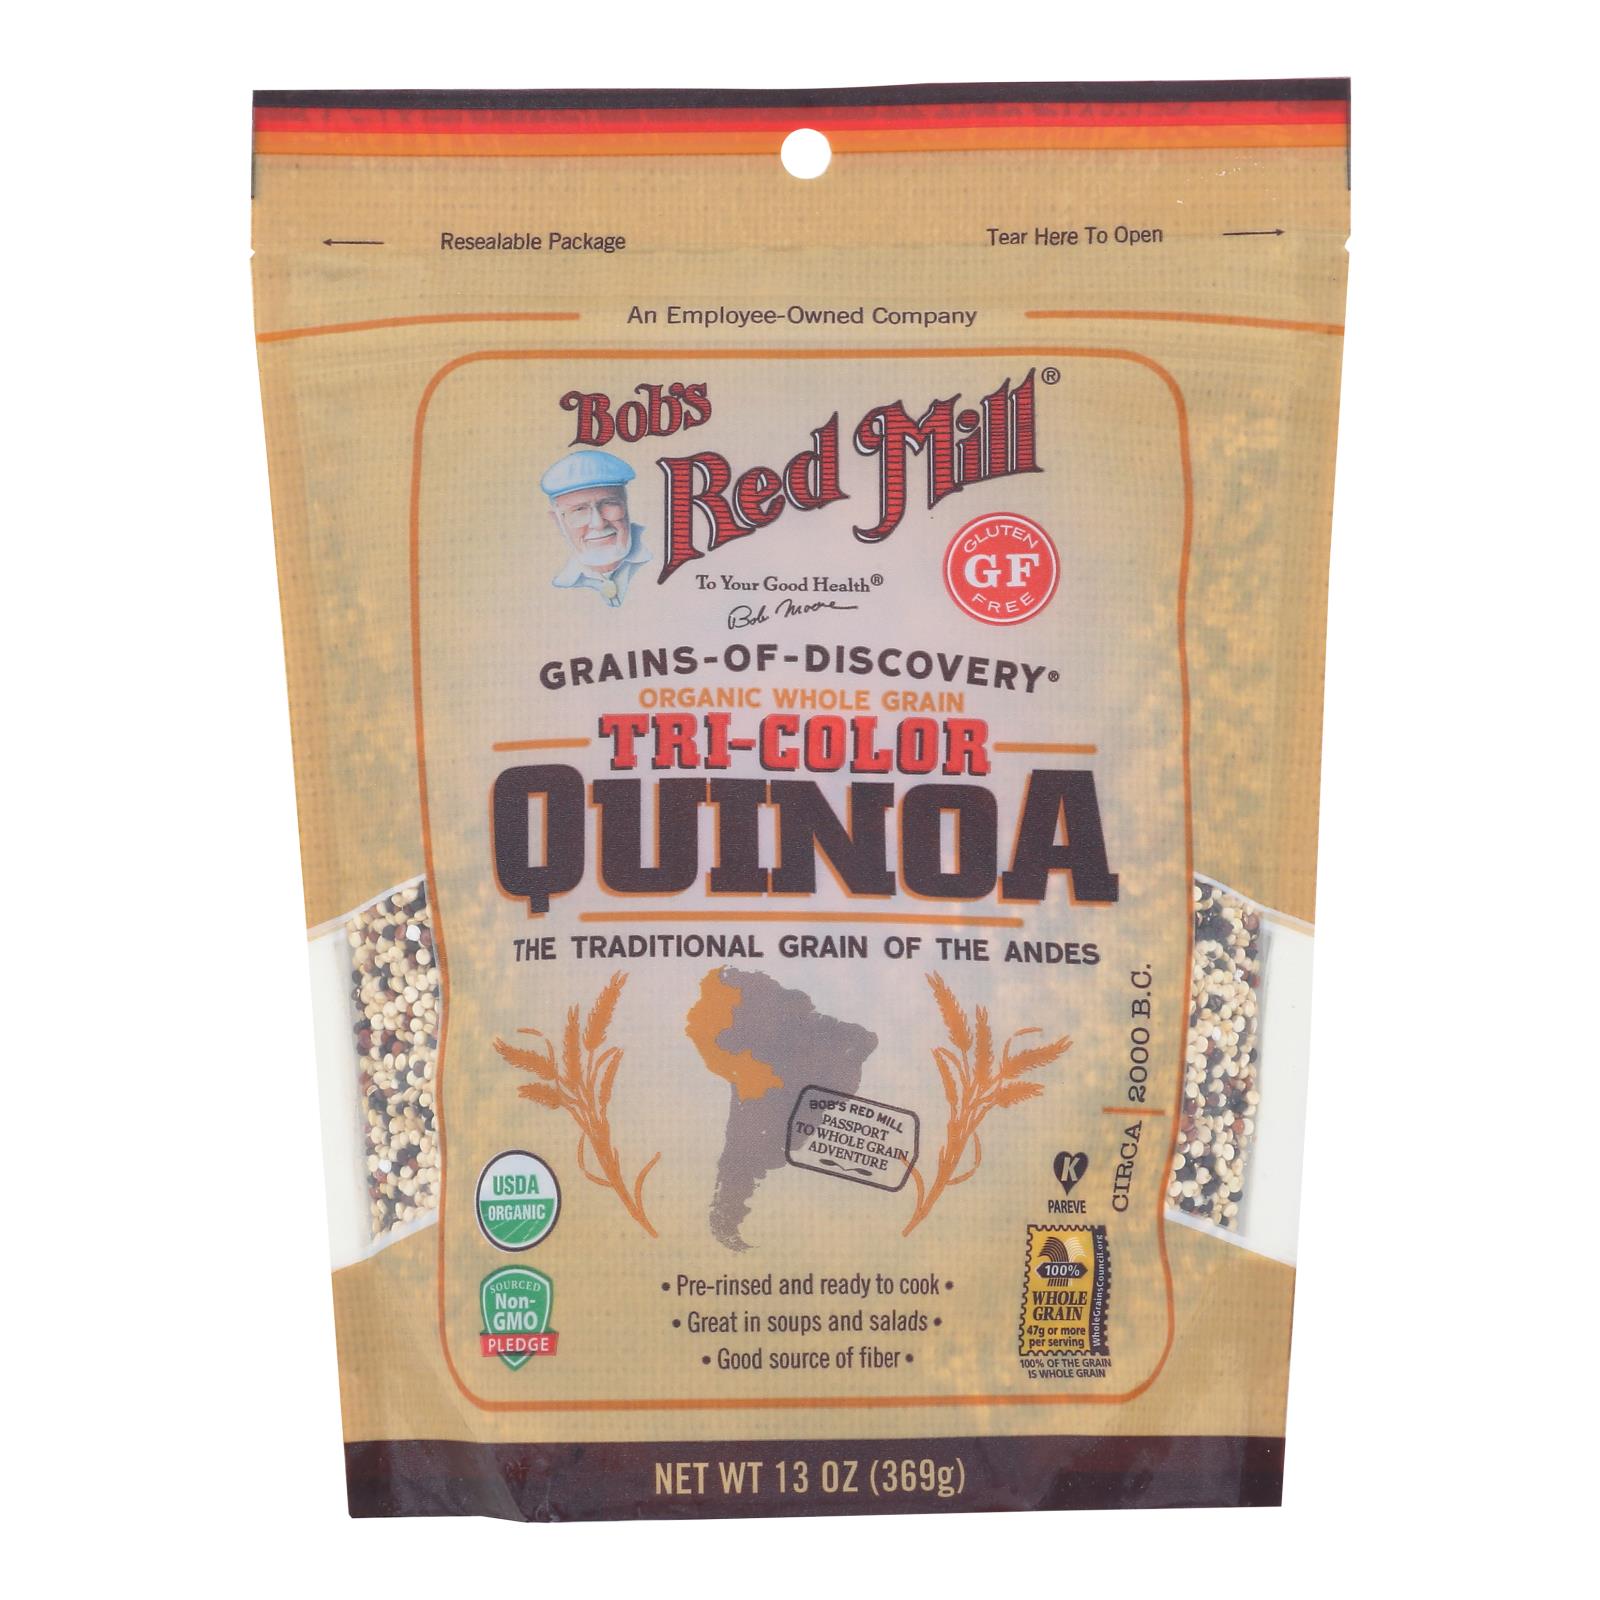 Resealable Package
Tear Here To Open
An Employee-Owned Company
Bob's
Red Mill®
To Your Good Health®
Bob Moore
GLUTEN
GF
FREE
GRAINS-OF-DISCOVERY®
ORGANIC WHOLE GRAIN
TRI-COLOR
QUINOA
THE TRADITIONAL GRAIN OF THE ANDES
CIRCA 2000 B.C.
BOB'S RED MILL
PASSPORT
TO WHOLE GRAIN
ADVENTURE
USDA
ORGANIC
SOURCED
Non-
GMO
PLEDGE
• Pre-rinsed and ready to cook •
• Great in soups and salads •
• Good source of fiber •
K
PAREVE
100%
WHOLE
GRAIN
47g or more
per serving
WholeGrainsCouncil.org
100% OF THE GRAIN
IS WHOLE GRAIN
NET WT 13 OZ (369g)